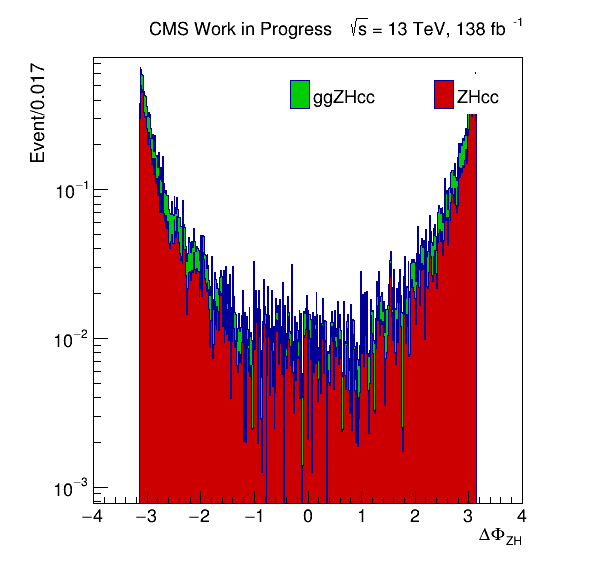 CMS Work in Progress √s = 13 TeV, 138 fb⁻¹
Event/0.017
ggZHcc ZHcc
10⁻¹
10⁻²
10⁻³
−4 −3 −2 −1 0 1 2 3 4
ΔΦ_ZH